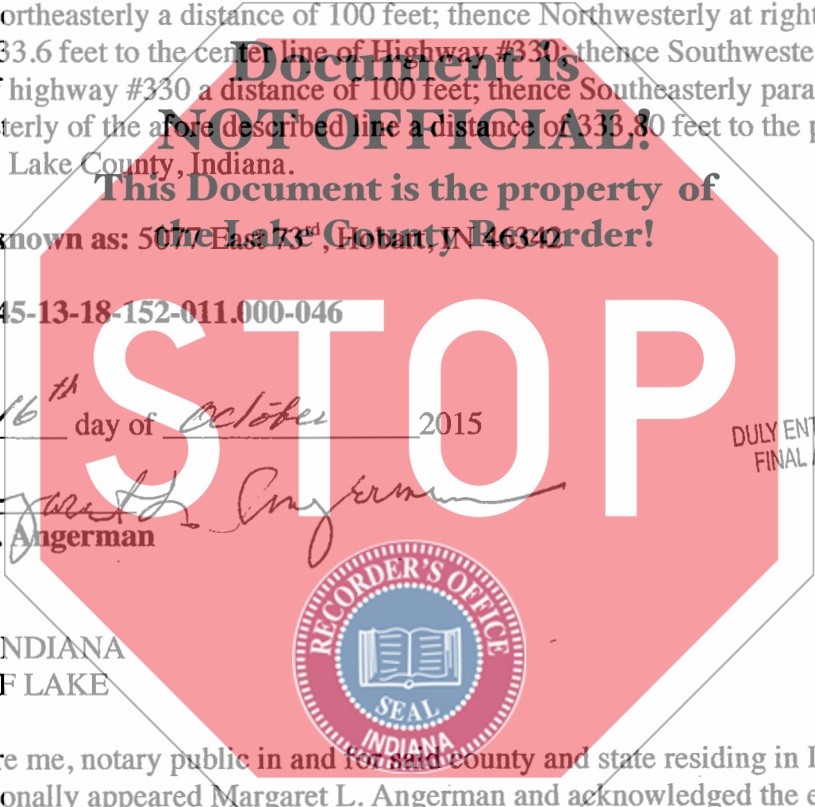 ortheasterly a distance of 100 feet; thence Northwesterly at right
33.6 feet to the center line of Highway #330; thence Southweste
Document is
f highway #330 a distance of 100 feet; thence Southeasterly para
NOT OFFICIAL!
sterly of the afore described line a distance of 333,80 feet to the p
Lake County, Indiana.
This Document is the property of
the Lake County Recorder!
known as: 5077 East 73rd, Hobart, IN 46342
45-13-18-152-011.000-046
STOP
16th day of October 2015
DULY ENT
FINAL A
Margaret L. Angerman
. Angerman
RECORDER'S OFFICE
SEAL
INDIANA
NDIANA
F LAKE
re me, notary public in and for said county and state residing in I
onally appeared Margaret L. Angerman and acknowledged the e